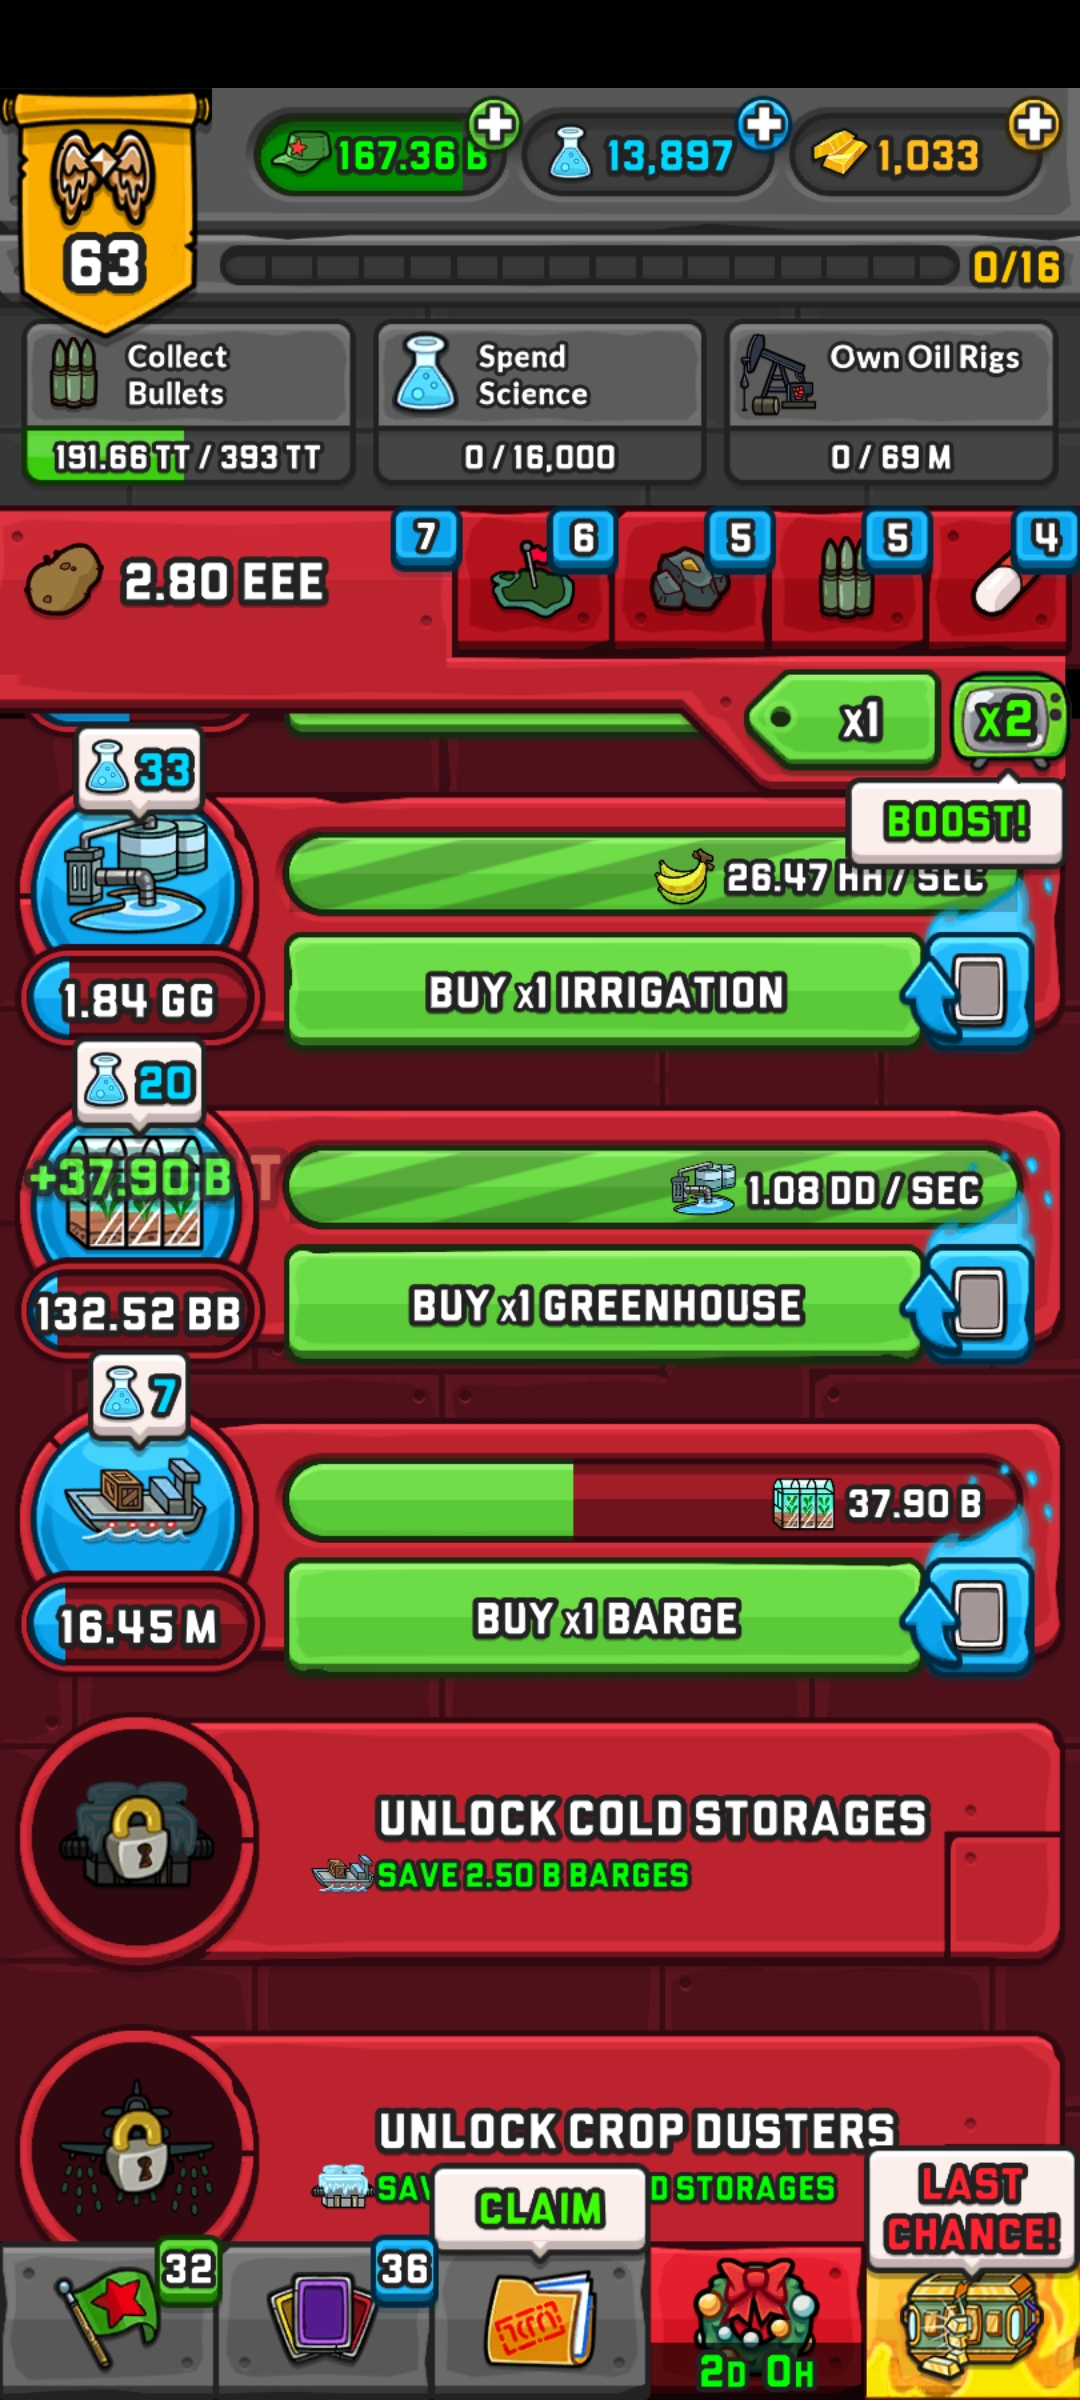 167.36 B
13,897
1,033
63
0/16
Collect
Bullets
Spend
Science
Own Oil Rigs
191.66 TT / 393 TT
0 / 16,000
0 / 69 M
7
6
5
5
4
2.80 EEE
x1
x2
BOOST!
33
26.47 HH / SEC
1.84 GG
BUY x1 IRRIGATION
20
+37.90 B
1.08 DD / SEC
132.52 BB
BUY x1 GREENHOUSE
7
37.90 B
16.45 M
BUY x1 BARGE
UNLOCK COLD STORAGES
SAVE 2.50 B BARGES
UNLOCK CROP DUSTERS
STORAGES
CLAIM
LAST
CHANCE!
32
36
2D 0H